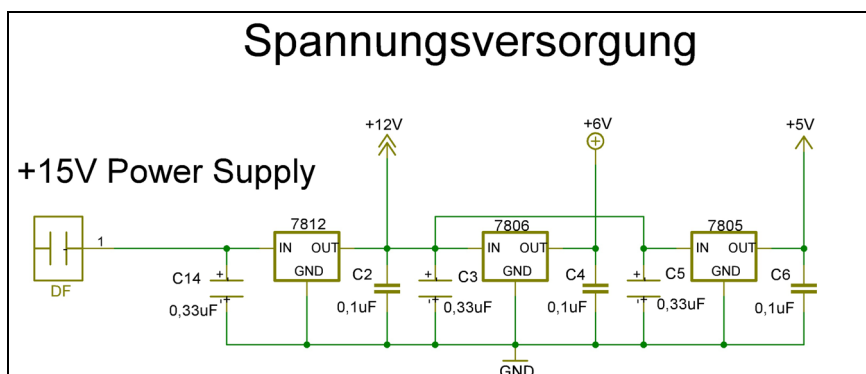 Spannungsversorgung
+12V
+6V
+5V
+15V Power Supply
7812
7806
7805
1
IN OUT
IN OUT
IN OUT
GND
GND
GND
DF
C14
C2
C3
C4
C5
C6
0,33uF
0,1uF
0,33uF
0,1uF
0,33uF
0,1uF
GND